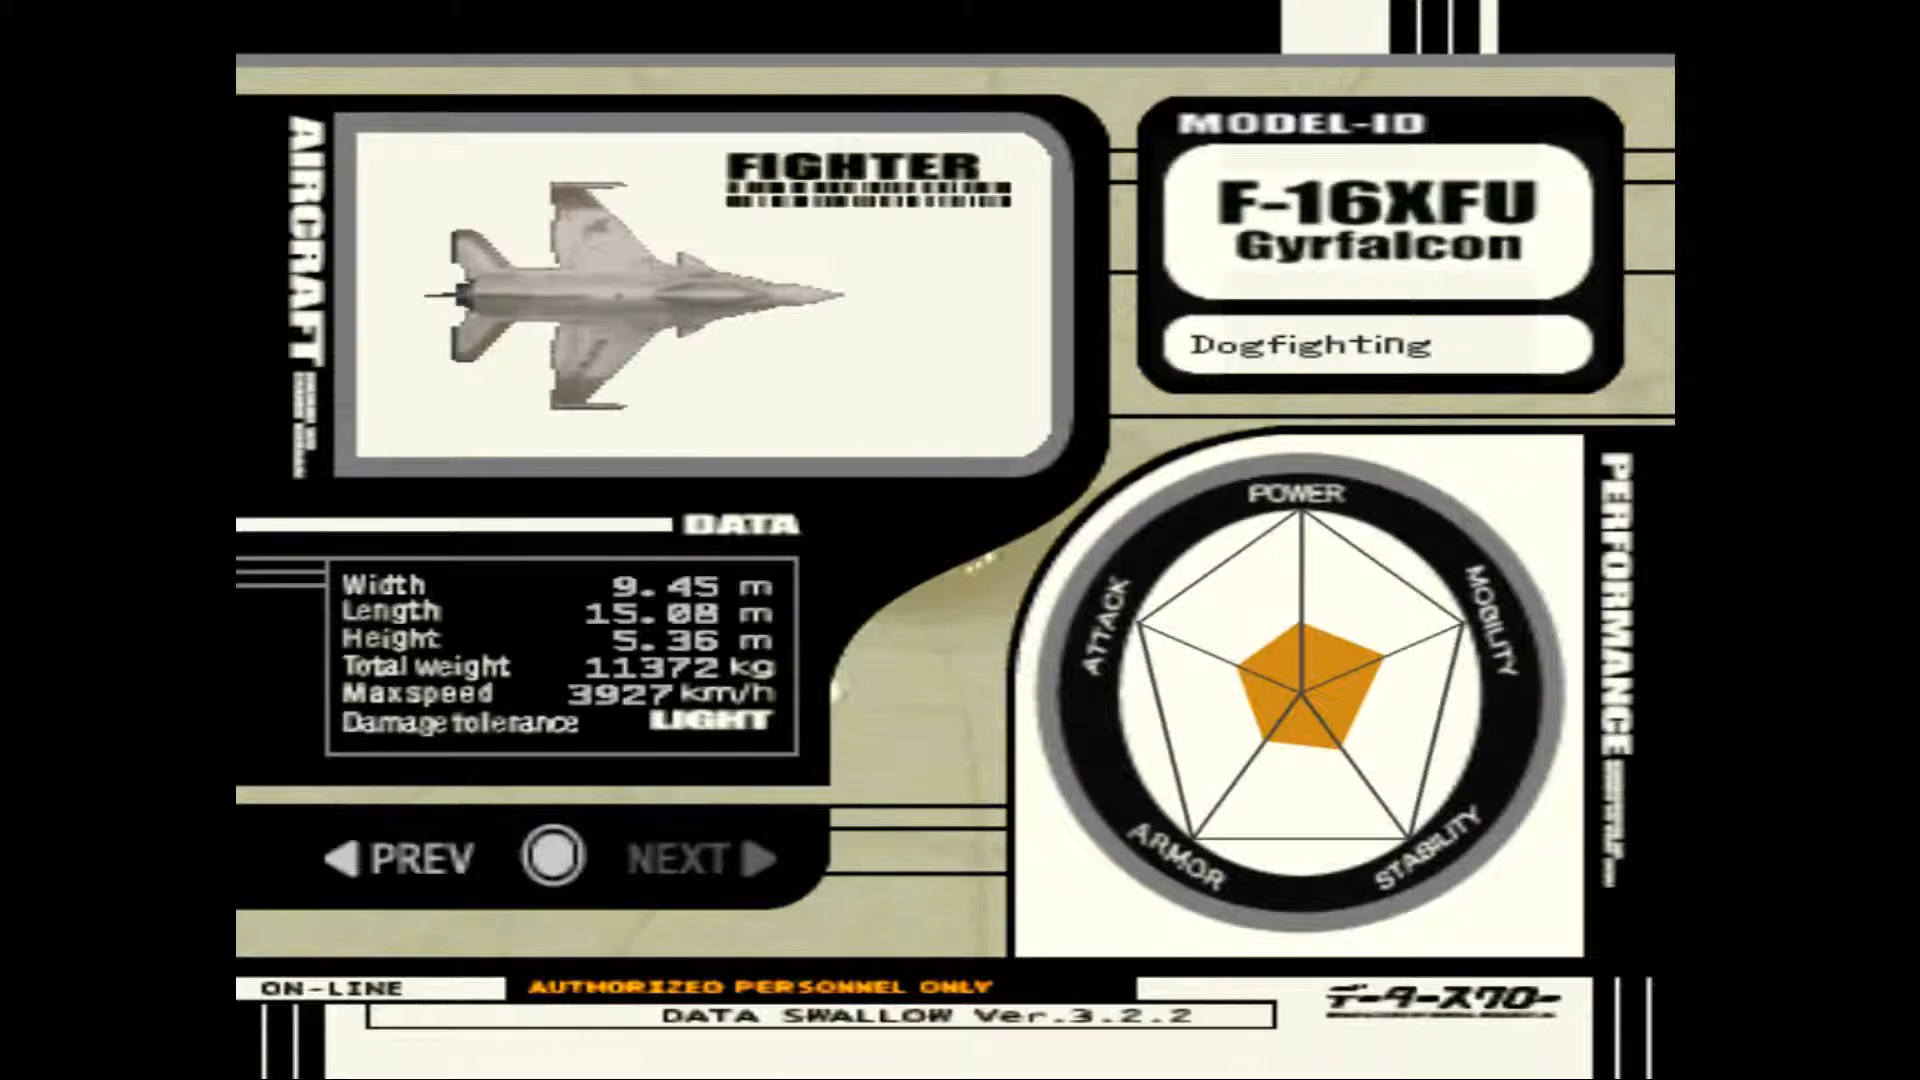 AIRCRAFT
FIGHTER
MODEL-ID
F-16XFU
Gyrfalcon
Dogfighting
DATA
Width 9.45 m
Length 15.08 m
Height 5.36 m
Total weight 11372 kg
Max speed 3927 km/h
Damage tolerance LIGHT
PREV NEXT
PERFORMANCE
POWER
MOBILITY
STABILITY
ARMOR
ATTACK
ON-LINE
AUTHORIZED PERSONNEL ONLY
DATA SWALLOW Ver.3.2.2
データースワロー